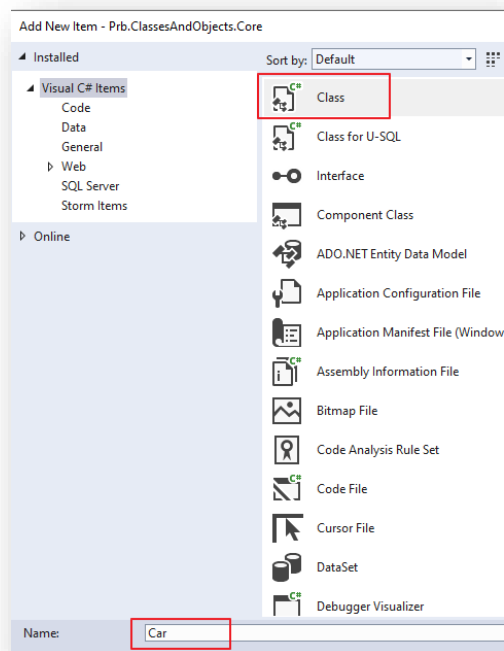 Add New Item - Prb.ClassesAndObjects.Core
Installed
Sort by: Default
Visual C# Items
Code
Data
General
Web
SQL Server
Storm Items
Online
C# Class
C# Class for U-SQL
Interface
Component Class
ADO.NET Entity Data Model
Application Configuration File
Application Manifest File (Window
C# Assembly Information File
Bitmap File
Code Analysis Rule Set
C# Code File
Cursor File
DataSet
C# Debugger Visualizer
Name: Car